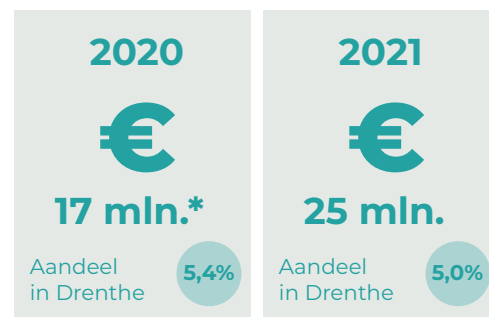 2020
€
17 mln.*
Aandeel
in Drenthe
5,4%
2021
€
25 mln.
Aandeel
in Drenthe
5,0%